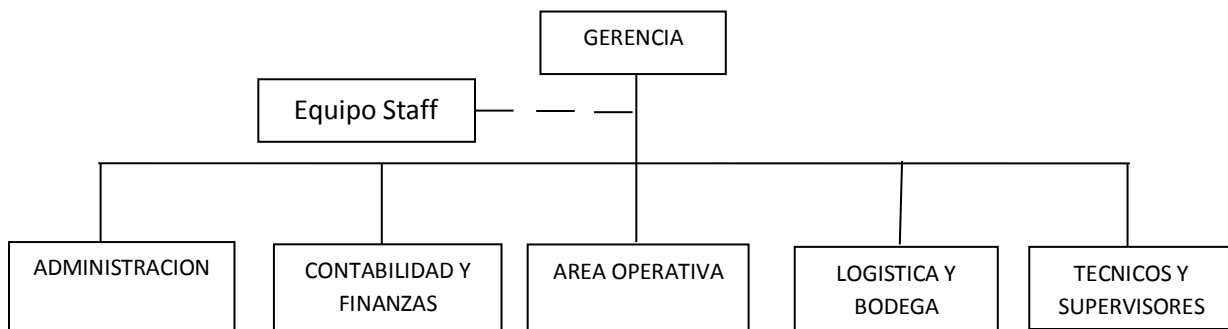 GERENCIA
Equipo Staff
ADMINISTRACION
CONTABILIDAD Y
FINANZAS
AREA OPERATIVA
LOGISTICA Y
BODEGA
TECNICOS Y
SUPERVISORES